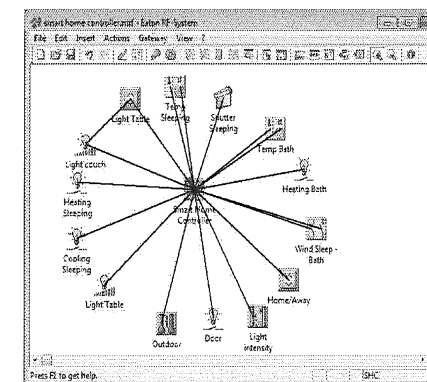 smart home controller.mrf - Eaton RF-System
File Edit Insert Actions Gateway View ?
Light Table
Temp
Sleeping
Shutter
Sleeping
Temp Bath
Light couch
Heating Bath
Heating
Sleeping
Smart Home
Controller
Wind Sleep -
Bath
Cooling
Sleeping
Home/Away
Light Table
Outdoor
Door
Light
intensity
Press F1 to get help.
SHC